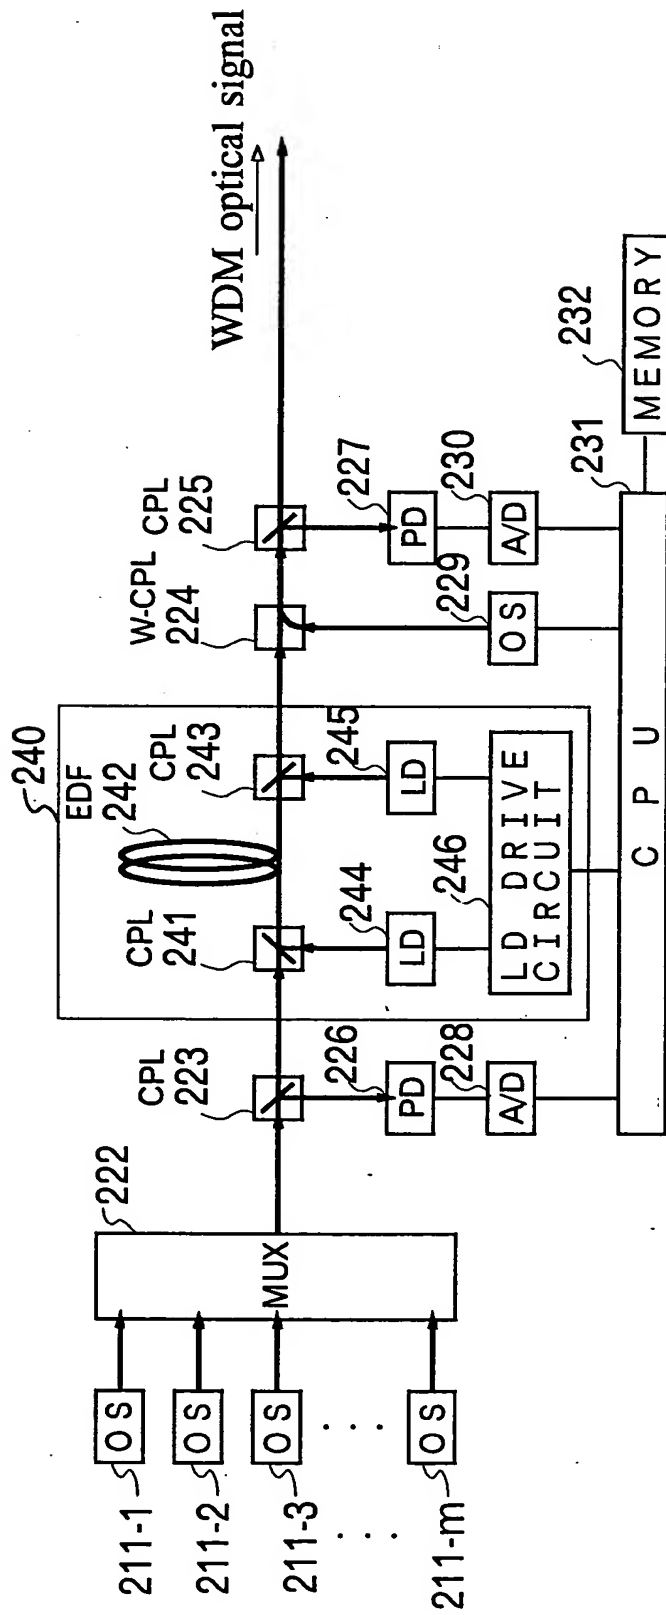 WDM optical signal
240
EDF
242
CPL
241
CPL
243
W-CPL
224
CPL
225
222
CPL
223
MUX
OS
OS
OS
. . .
OS
211-1
211-2
211-3
. . .
211-m
226
PD
228
A/D
244
LD
245
LD
246
LD DRIVE
CIRCUIT
229
OS
227
PD
230
A/D
231
CPU
232
MEMORY